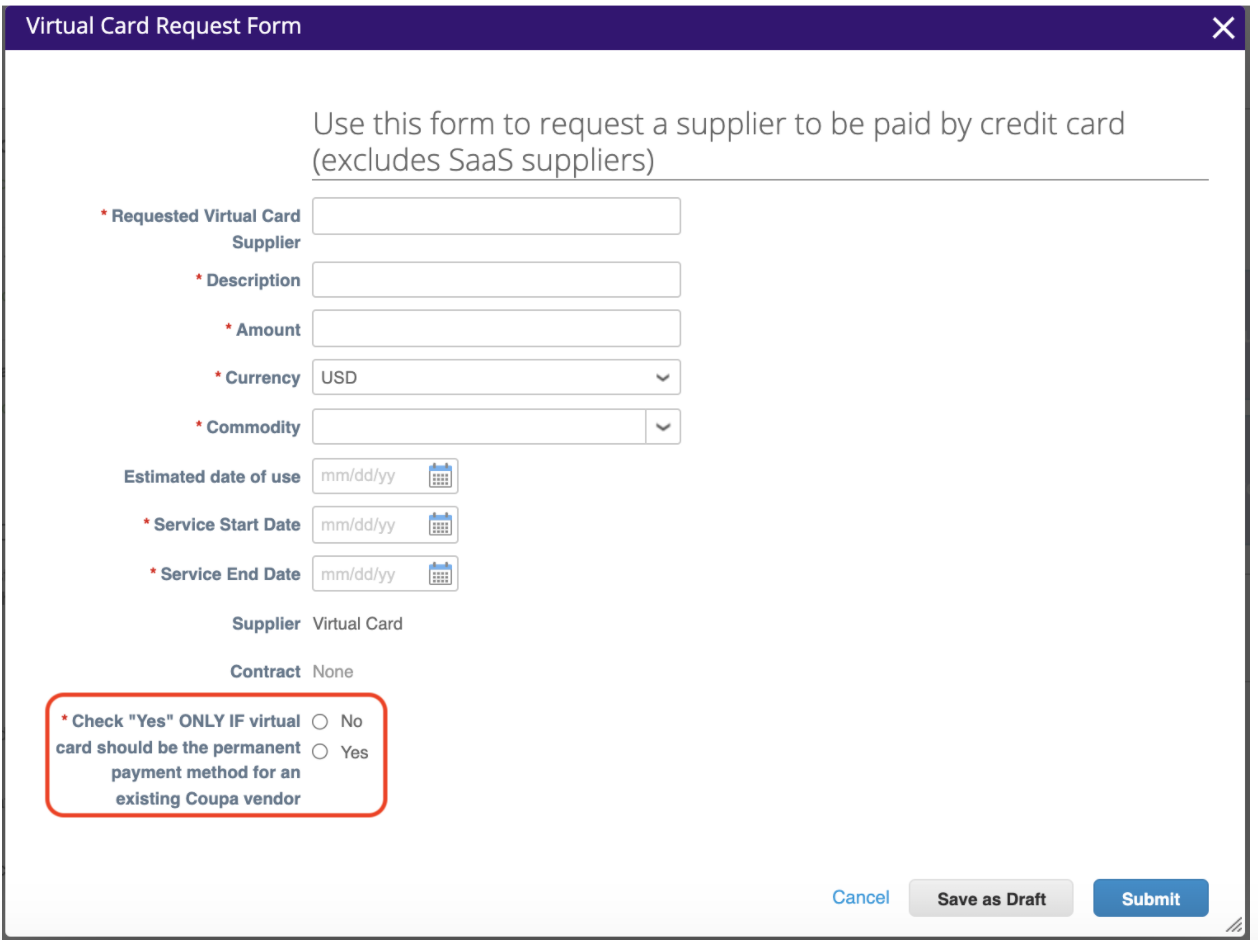 Virtual Card Request Form
Use this form to request a supplier to be paid by credit card
(excludes SaaS suppliers)
* Requested Virtual Card
Supplier
* Description
* Amount
* Currency USD
* Commodity
Estimated date of use mm/dd/yy
* Service Start Date mm/dd/yy
* Service End Date mm/dd/yy
Supplier Virtual Card
Contract None
* Check "Yes" ONLY IF virtual No
card should be the permanent Yes
payment method for an
existing Coupa vendor
Cancel Save as Draft Submit